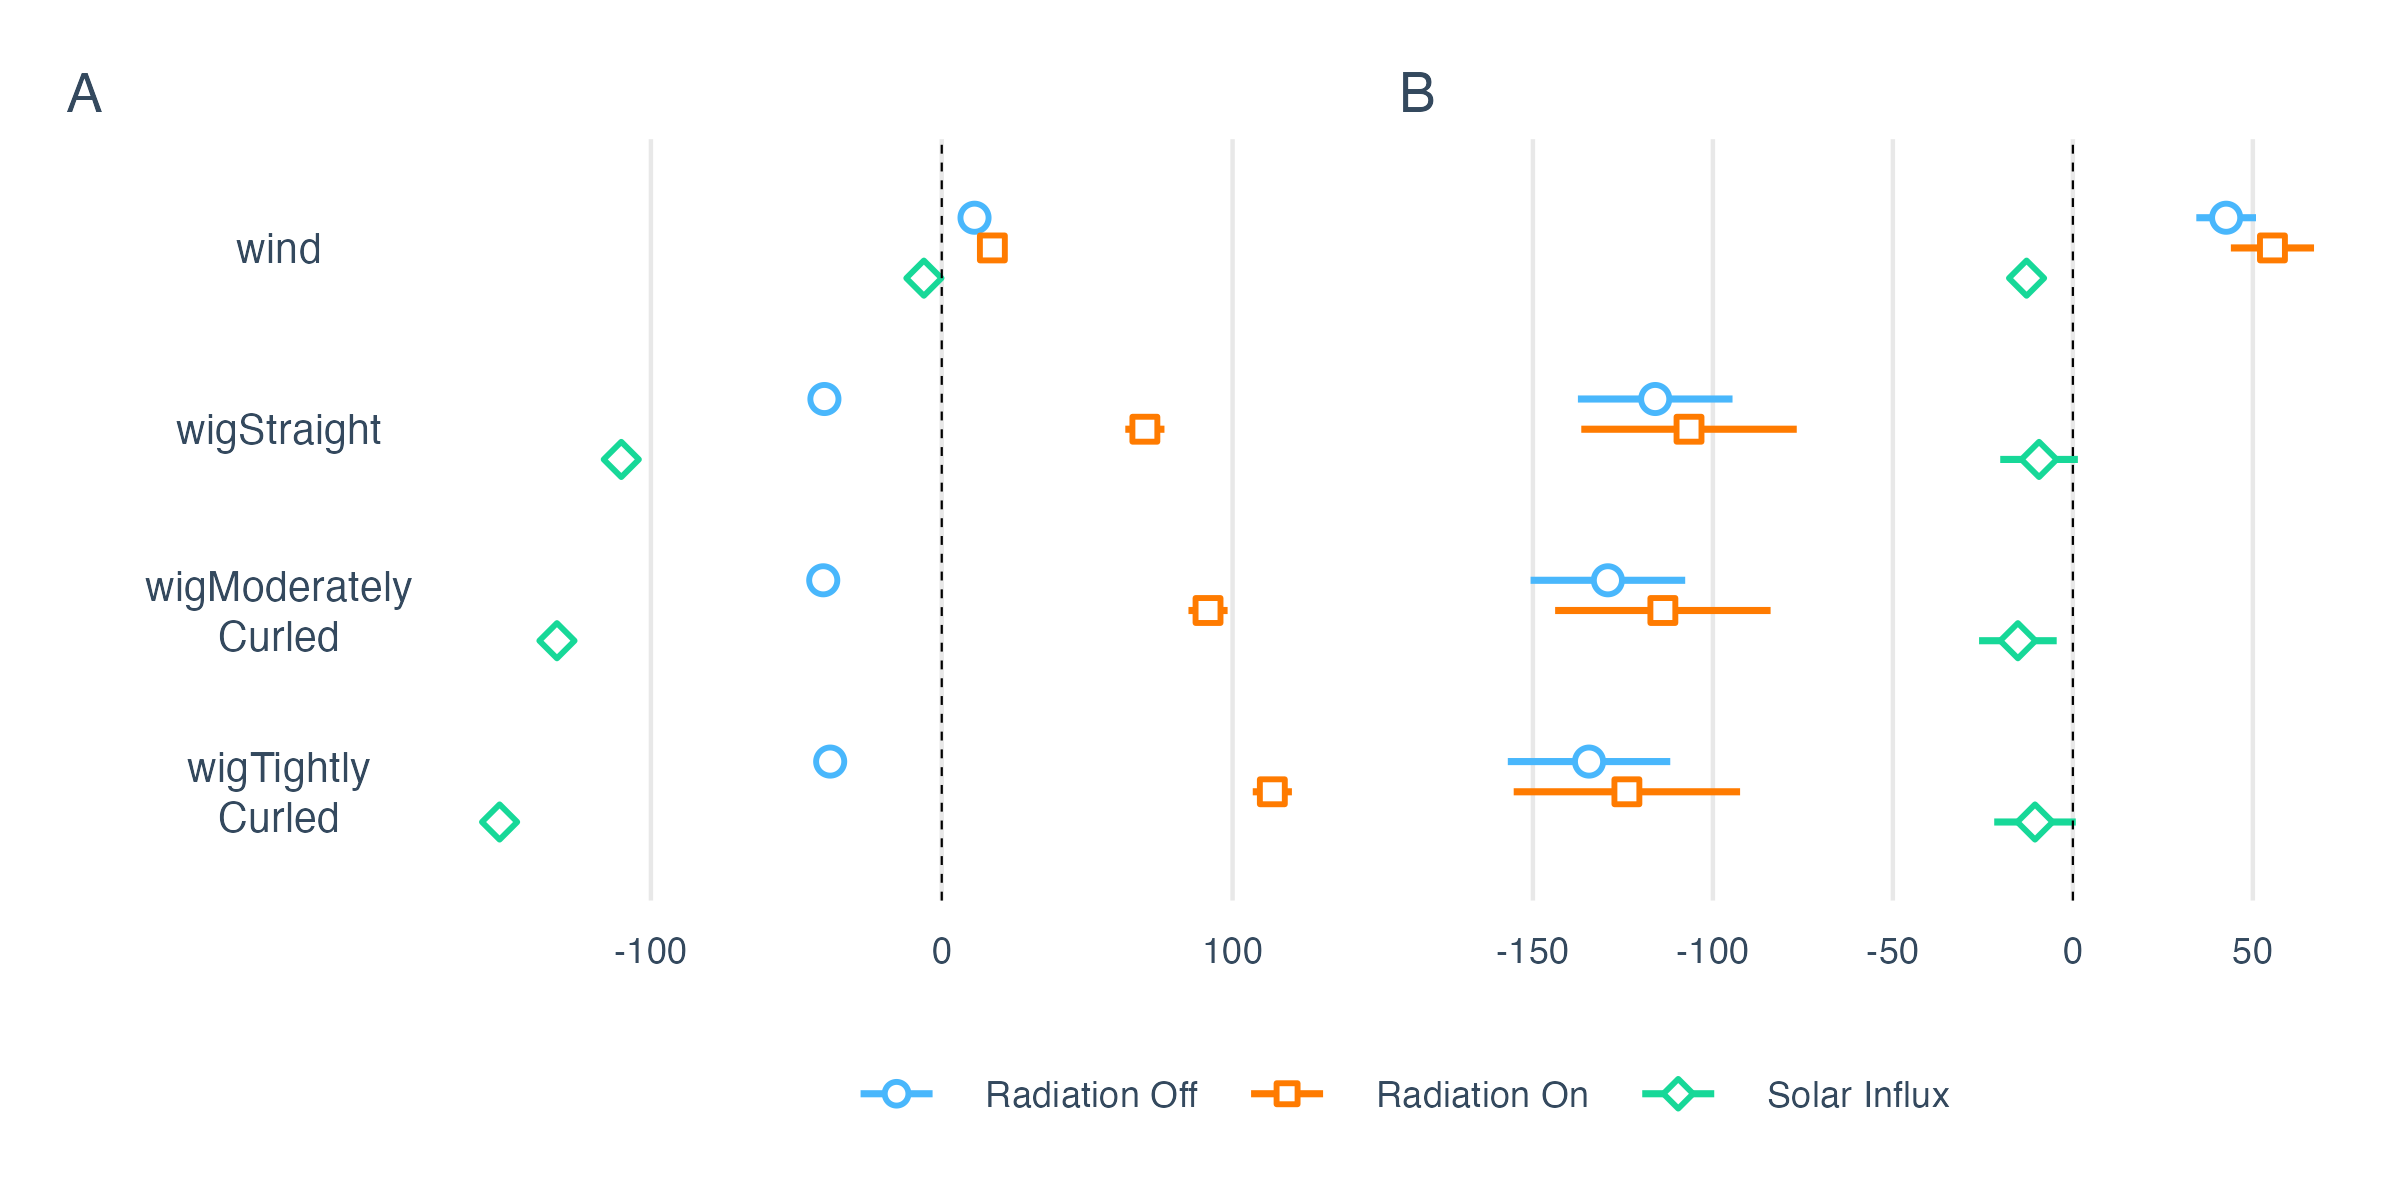 A
B
wind
wigStraight
wigModerately
Curled
wigTightly
Curled
-100 0 100
-150 -100 -50 0 50
Radiation Off Radiation On Solar Influx